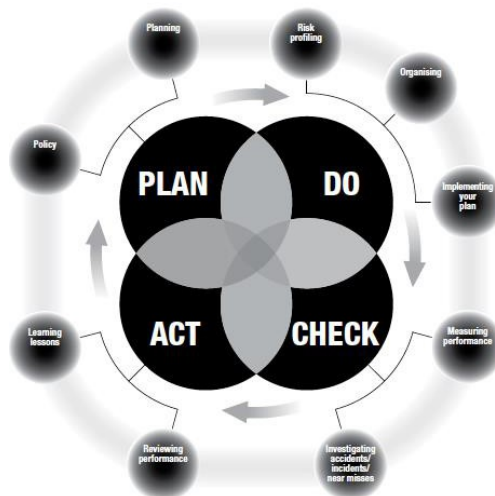 Planning
Risk
profiling
Organising
Policy
PLAN
DO
Implementing
your
plan
Learning
lessons
ACT
CHECK
Measuring
performance
Reviewing
performance
Investigating
accidents/
incidents/
near misses